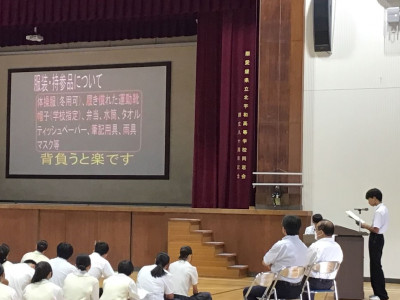 服装・持参品について
体操服(冬用可)、履き慣れた運動靴
帽子(学校指定)、弁当、水筒、タオル
ティッシュペーパー、筆記用具、雨具
マスク等
背負うと楽です